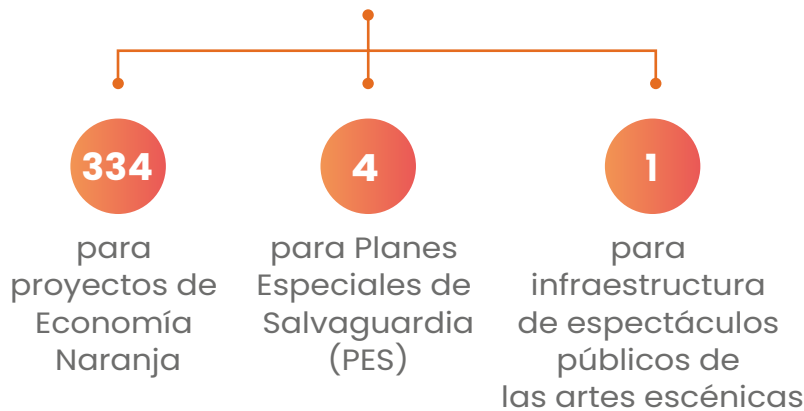 334
para
proyectos de
Economía
Naranja
4
para Planes
Especiales de
Salvaguardia
(PES)
1
para
infraestructura
de espectáculos
públicos de
las artes escénicas